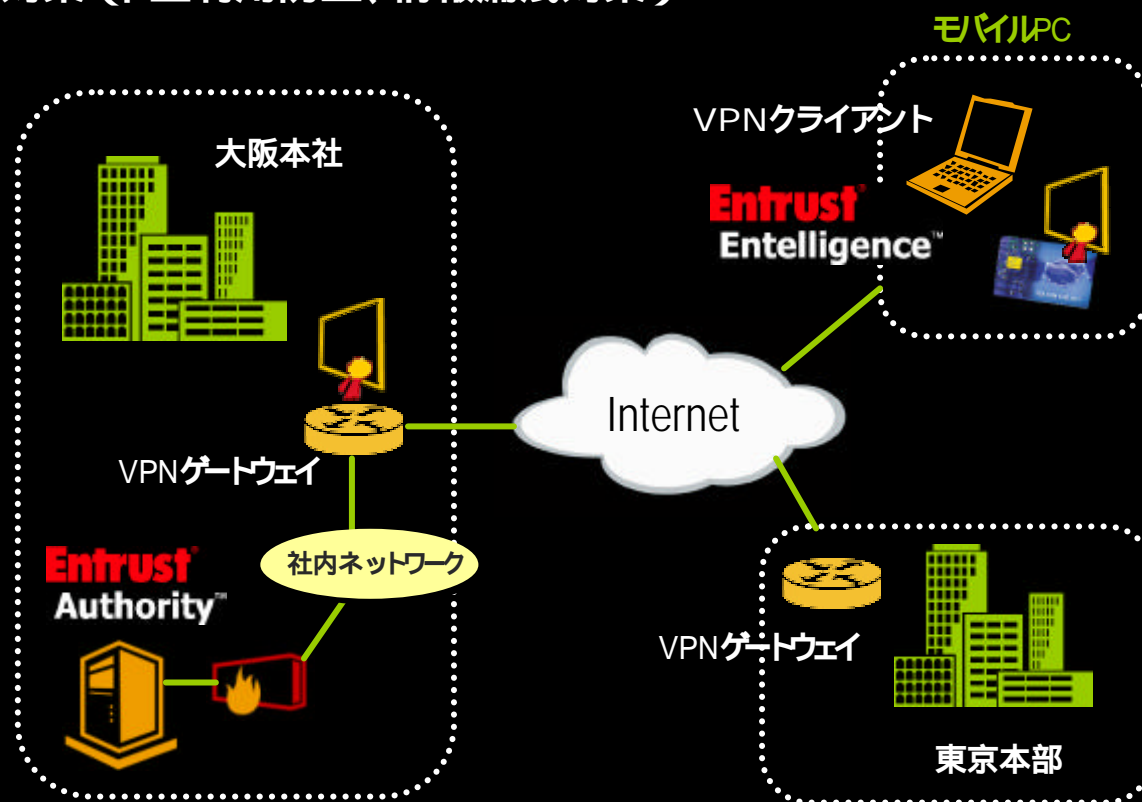 モバイルPC
VPNクライアント
大阪本社
Entrust®
Entelligence™
Internet
VPNゲートウェイ
社内ネットワーク
Entrust®
Authority™
VPNゲートウェイ
東京本部